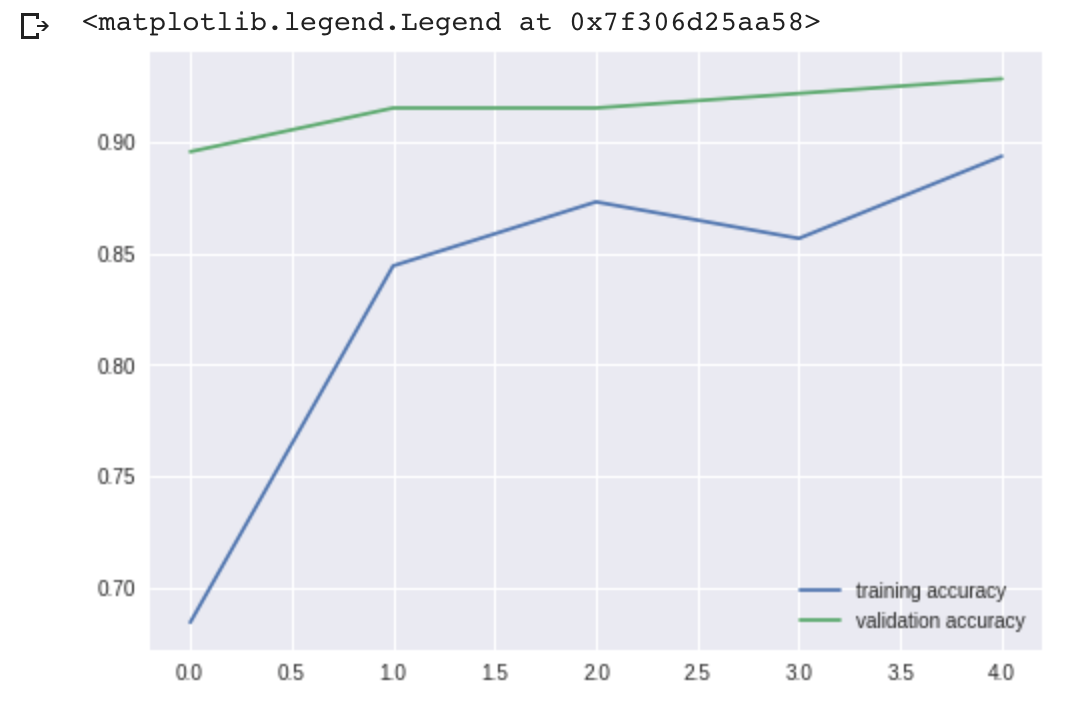 <matplotlib.legend.Legend at 0x7f306d25aa58>
0.90
0.85
0.80
0.75
0.70
training accuracy
validation accuracy
0.0 0.5 1.0 1.5 2.0 2.5 3.0 3.5 4.0